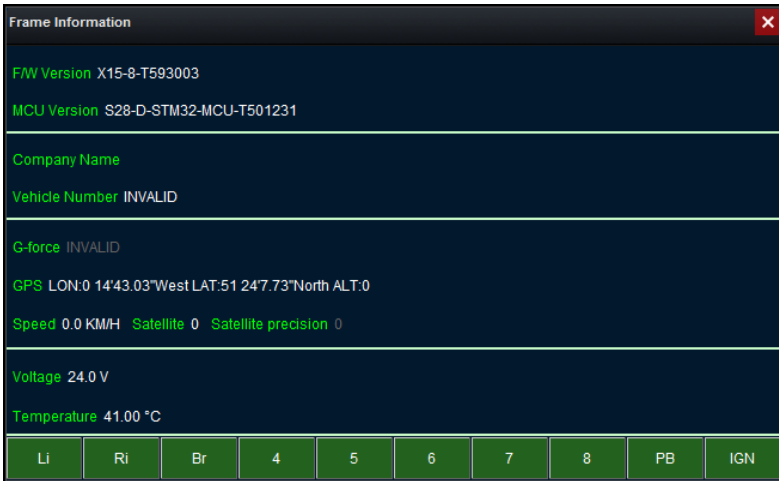 Frame Information
F/W Version X15-8-T593003
MCU Version S28-D-STM32-MCU-T501231
Company Name
Vehicle Number INVALID
G-force INVALID
GPS LON:0 14'43.03"West LAT:51 24'7.73"North ALT:0
Speed 0.0 KM/H Satellite 0 Satellite precision 0
Voltage 24.0 V
Temperature 41.00 °C
Li Ri Br 4 5 6 7 8 PB IGN